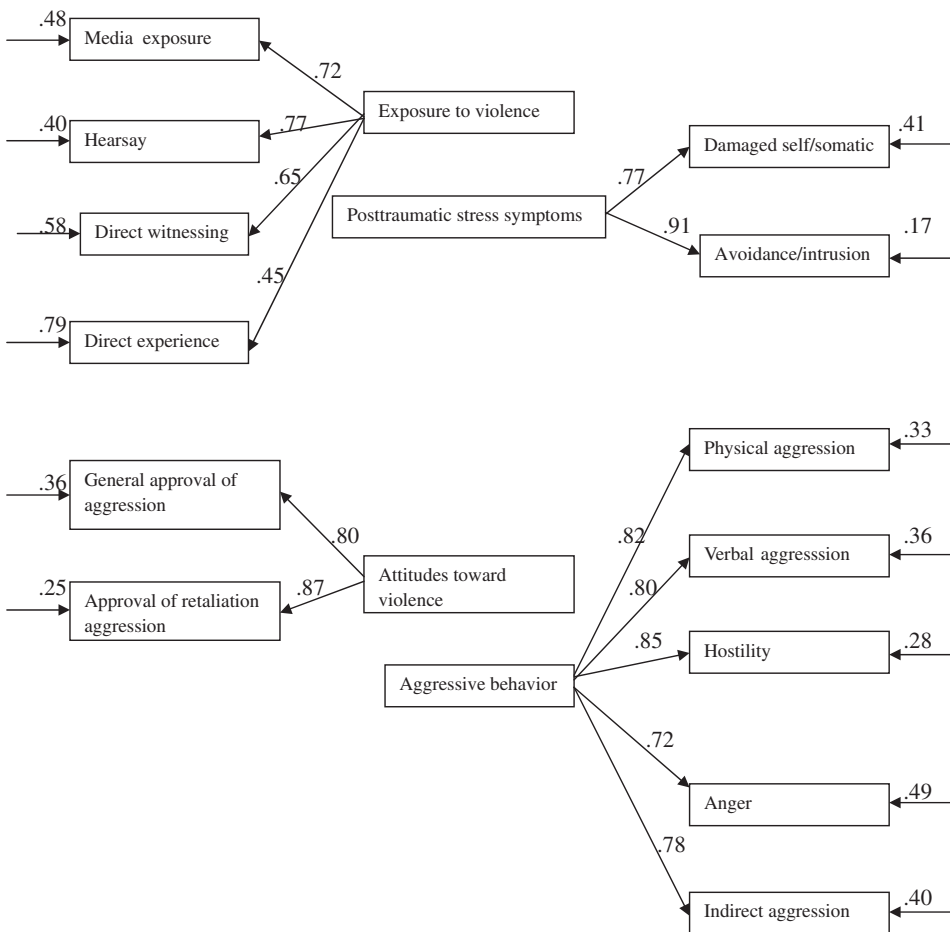 .48
Media exposure
.72
Exposure to violence
.40
Hearsay
.77
.41
Damaged self/somatic
.65
.77
Posttraumatic stress symptoms
.58
Direct witnessing
.91
.17
Avoidance/intrusion
.45
.79
Direct experience
.33
Physical aggression
.36
General approval of
aggression
.80
.82
.36
Verbal aggresssion
.25
Approval of retaliation
aggression
.87
Attitudes toward
violence
.80
.85
.28
Hostility
Aggressive behavior
.72
.49
Anger
.78
.40
Indirect aggression